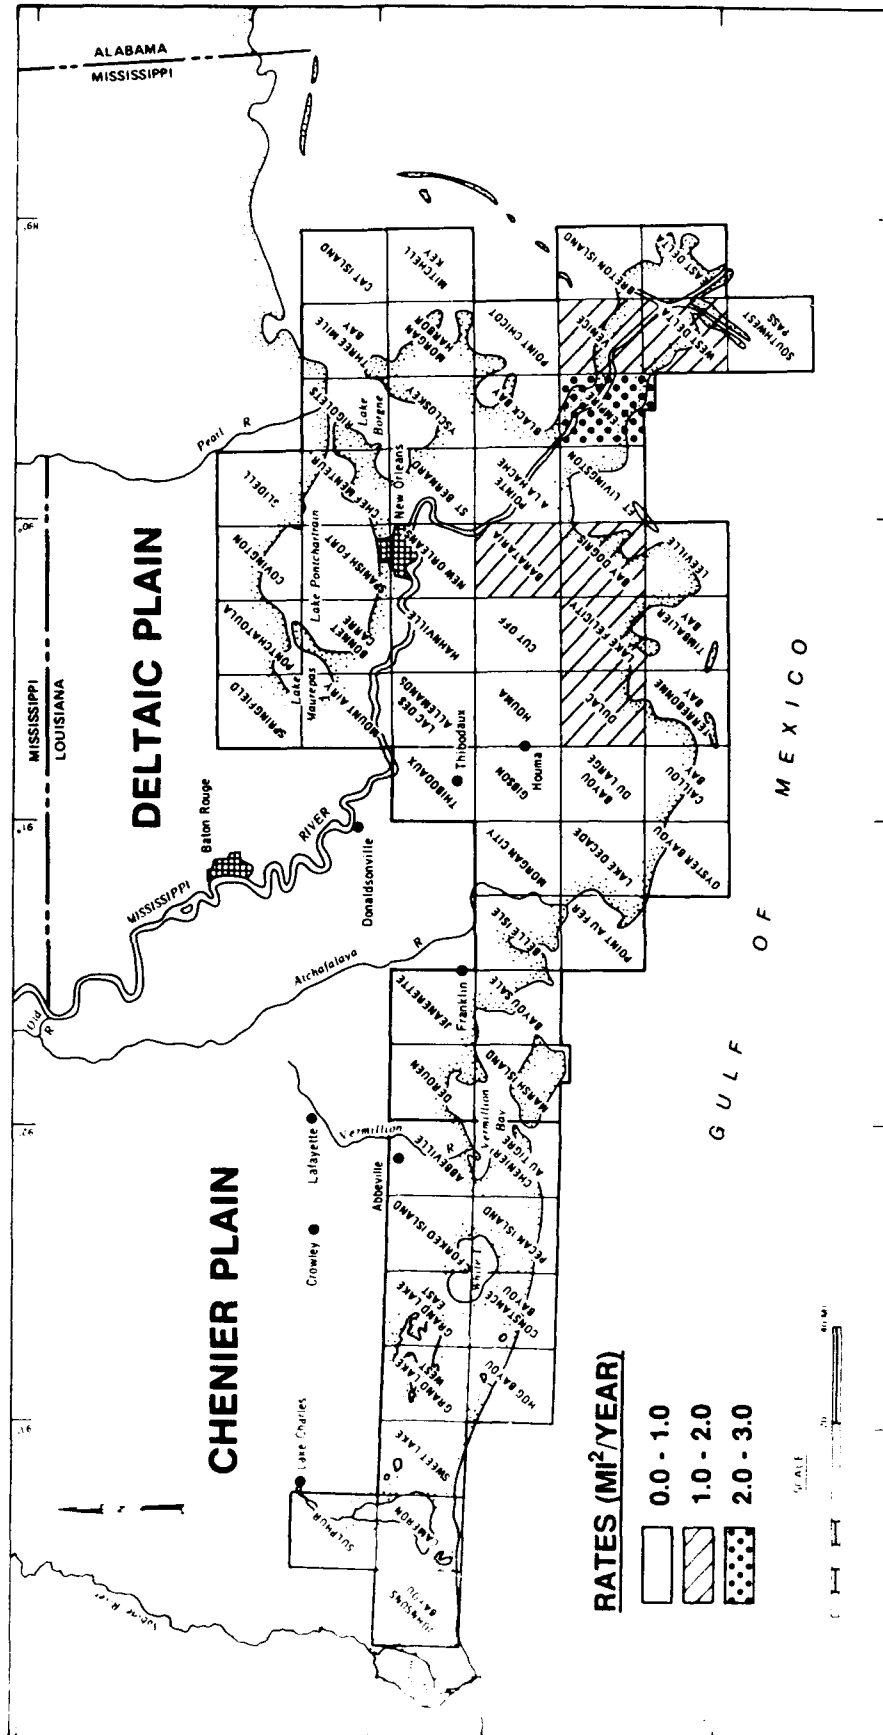 ALABAMA
MISSISSIPPI
MISSISSIPPI
LOUISIANA
DELTAIC PLAIN
CHENIER PLAIN
Pearl R
Old R
MISSISSIPPI RIVER
Baton Rouge
Donaldsonville
Atchafalaya R
Vermillion R
Lafayette
Crowley
Abbeville
Lake Charles
Franklin
Thibodaux
Houma
New Orleans
Lake Maurepas
Lake Pontchartrain
Lake Borgne
Vermillion Bay
White L
GULF OF MEXICO
SPRINGFIELD
PONTCHATOULA
COVINGTON
SLIDELL
MOUNT AIRY
BONNET CARRE
SPANISH FORT
CHEF MENTEUR
RIGOLETS
THREE MILE BAY
CAT ISLAND
THIBODAUX
LAC DES ALLEMANDS
HAHNVILLE
NEW ORLEANS
ST BERNARD
YSCLOSKEY
MORGAN HARBOR
MITCHELL KEY
MORGAN CITY
GIBSON
HOUMA
CUT OFF
BARATARIA
POINTE A LA HACHE
BLACK BAY
POINT CHICOT
POINT AU FER
LAKE DECADE
BAYOU DU LARGE
DULAC
LAKE FELICITY
BAY DOGRIS
FT LIVINGSTON
EMPIRE
VENICE
BRETON ISLAND
OYSTER BAYOU
CAILLOU BAY
TERREBONNE BAY
TIMBALIER BAY
LEEVILLE
WEST DELTA
EAST DELTA
SOUTHWEST PASS
JOHNSONS BAYOU
CAMERON
SULPHUR
SWEET LAKE
GRAND LAKE WEST
GRAND LAKE EAST
FORKED ISLAND
ABBEVILLE
DEROUEN
JEANERETTE
HOG BAYOU
CONSTANCE BAYOU
PECAN ISLAND
CHENIER AU TIGRE
MARSH ISLAND
BAYOU SALE
BELLE ISLE
RATES (MI²/YEAR)
0.0 - 1.0
1.0 - 2.0
2.0 - 3.0
SCALE